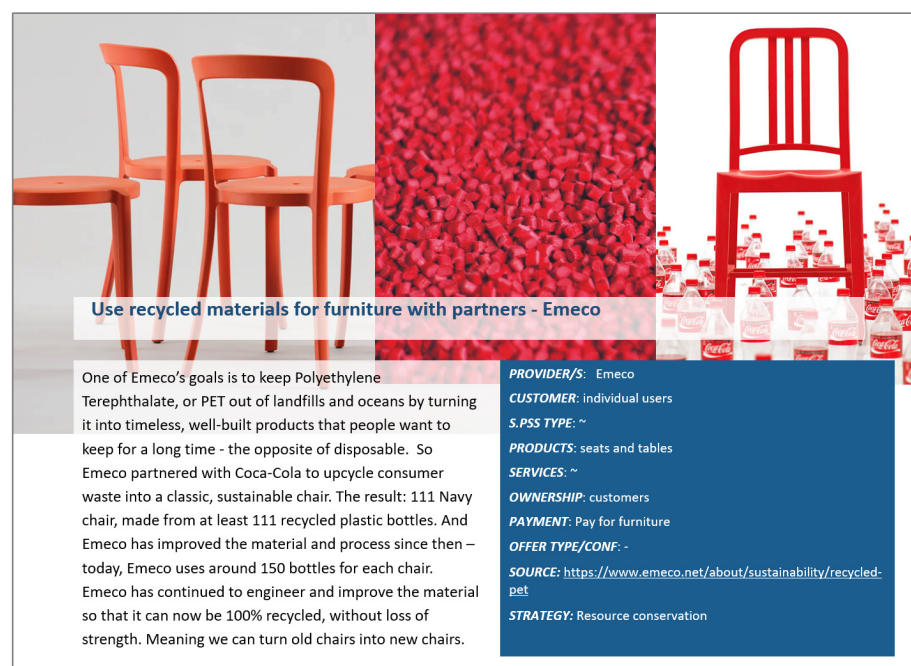 Use recycled materials for furniture with partners - Emeco
One of Emeco's goals is to keep Polyethylene
Terephthalate, or PET out of landfills and oceans by turning
it into timeless, well-built products that people want to
keep for a long time - the opposite of disposable.  So
Emeco partnered with Coca-Cola to upcycle consumer
waste into a classic, sustainable chair. The result: 111 Navy
chair, made from at least 111 recycled plastic bottles. And
Emeco has improved the material and process since then –
today, Emeco uses around 150 bottles for each chair.
Emeco has continued to engineer and improve the material
so that it can now be 100% recycled, without loss of
strength. Meaning we can turn old chairs into new chairs.
PROVIDER/S:   Emeco
CUSTOMER: individual users
S.PSS TYPE: ~
PRODUCTS: seats and tables
SERVICES: ~
OWNERSHIP: customers
PAYMENT: Pay for furniture
OFFER TYPE/CONF: -
SOURCE: https://www.emeco.net/about/sustainability/recycled-
pet
STRATEGY: Resource conservation
Coca-Cola
Coca-Cola
Coca-Cola
Coca-Cola